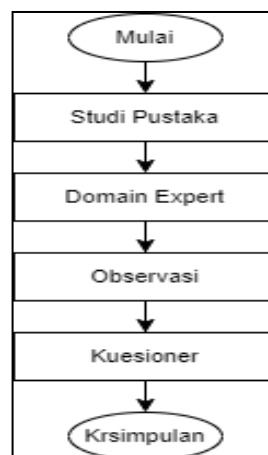 Mulai
Studi Pustaka
Domain Expert
Observasi
Kuesioner
Krsimpulan